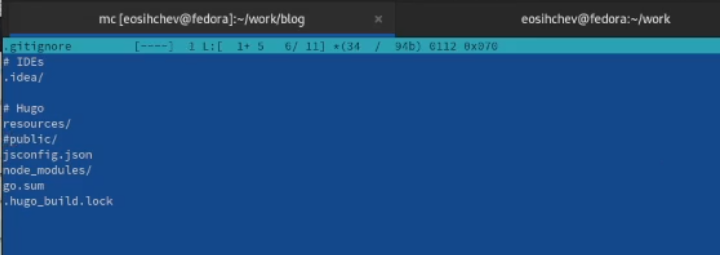 mc [eosihchev@fedora]:~/work/blog
eosihchev@fedora:~/work
.gitignore [----] 1 L:[ 1+ 5 6/ 11] *(34 / 94b) 0112 0x070
# IDEs
.idea/
# Hugo
resources/
#public/
jsconfig.json
node_modules/
go.sum
.hugo_build.lock